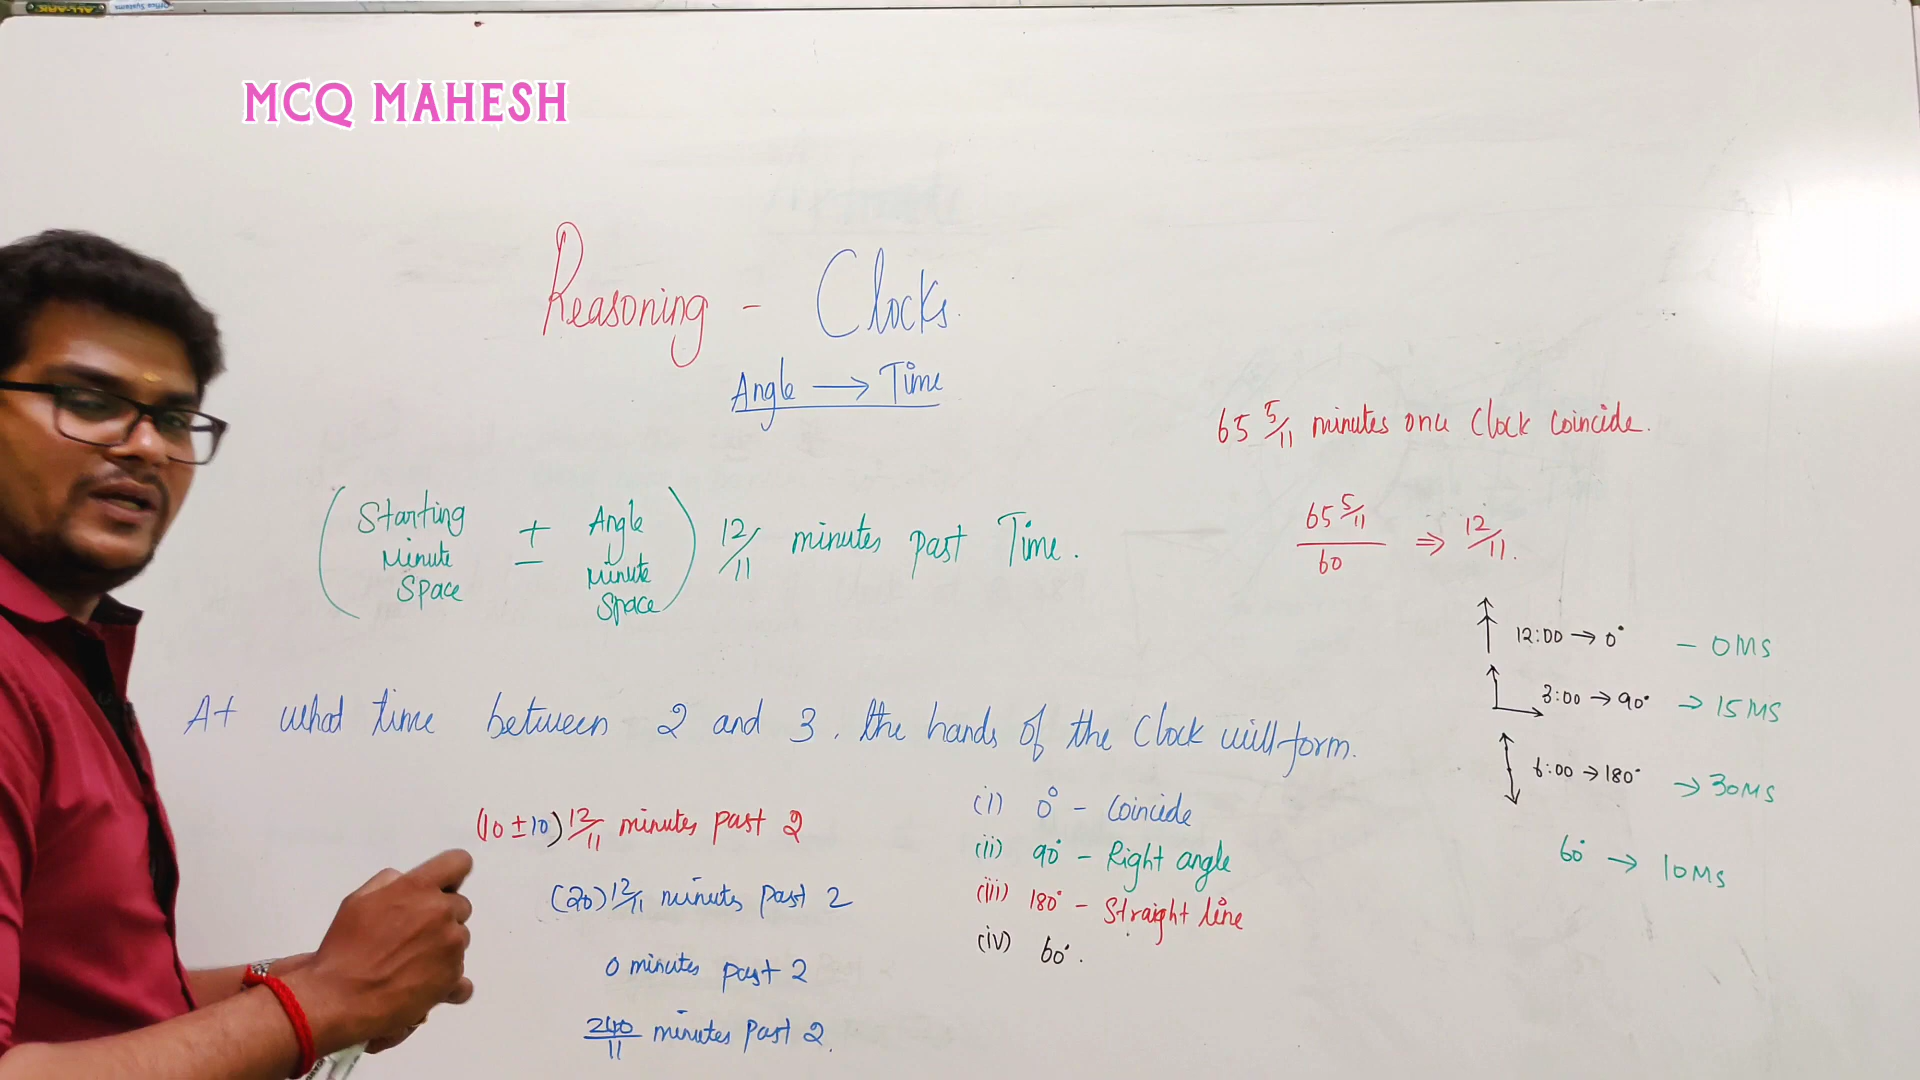 MCQ MAHESH
Reasoning - Clocks.
Angle → Time
65 5/11 minutes once Clock Coincide.
(Starting Minute Space ± Angle Minute Space) 12/11 minutes past Time.
65 5/11 / 60 ⇒ 12/11.
12:00 → 0° - 0MS
3:00 → 90° → 15MS
6:00 → 180° → 30MS
60° → 10MS
At what time between 2 and 3, the hands of the Clock will form.
(10 ± 10) 12/11 minutes past 2
(20) 12/11 minutes past 2
0 minutes past 2
240/11 minutes past 2.
(i) 0° - Coincide
(ii) 90° - Right angle
(iii) 180° - Straight line
(iv) 60°.